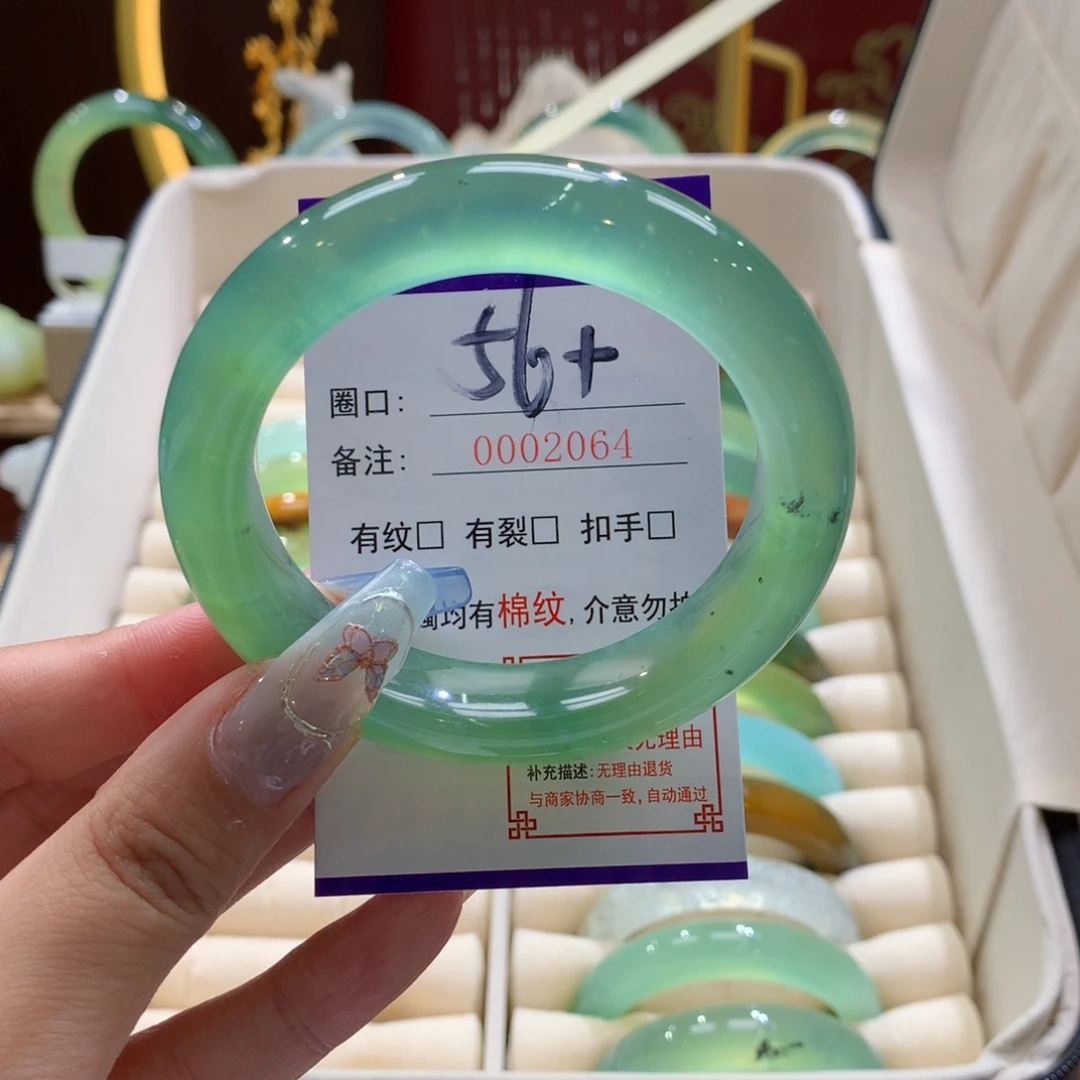 圈口: 56+
备注: 0002064
有纹□ 有裂□ 扣手□
均有棉纹, 介意勿
无理由
补充描述: 无理由退货
与商家协商一致, 自动通过